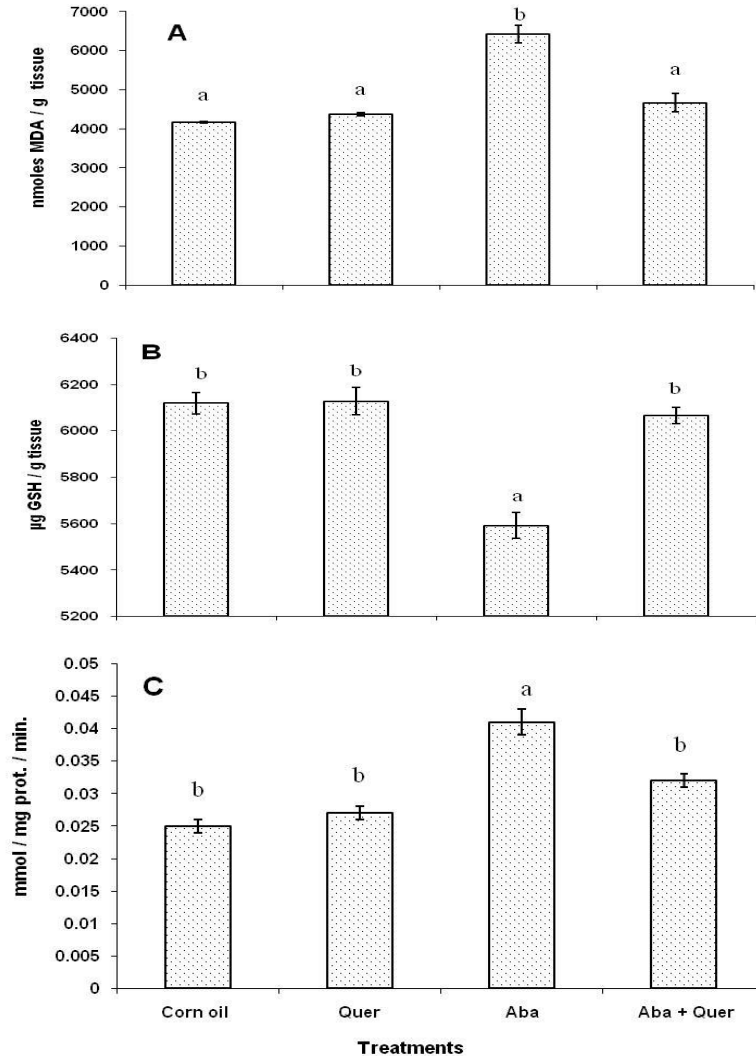 A
7000
6000
5000
4000
3000
2000
1000
0
nmoles MDA / g tissue
a
a
b
a
B
6400
6200
6000
5800
5600
5400
5200
µg GSH / g tissue
b
b
a
b
C
0.05
0.045
0.04
0.035
0.03
0.025
0.02
0.015
0.01
0.005
0
mmol / mg prot. / min.
b
b
a
b
Corn oil Quer Aba Aba + Quer
Treatments